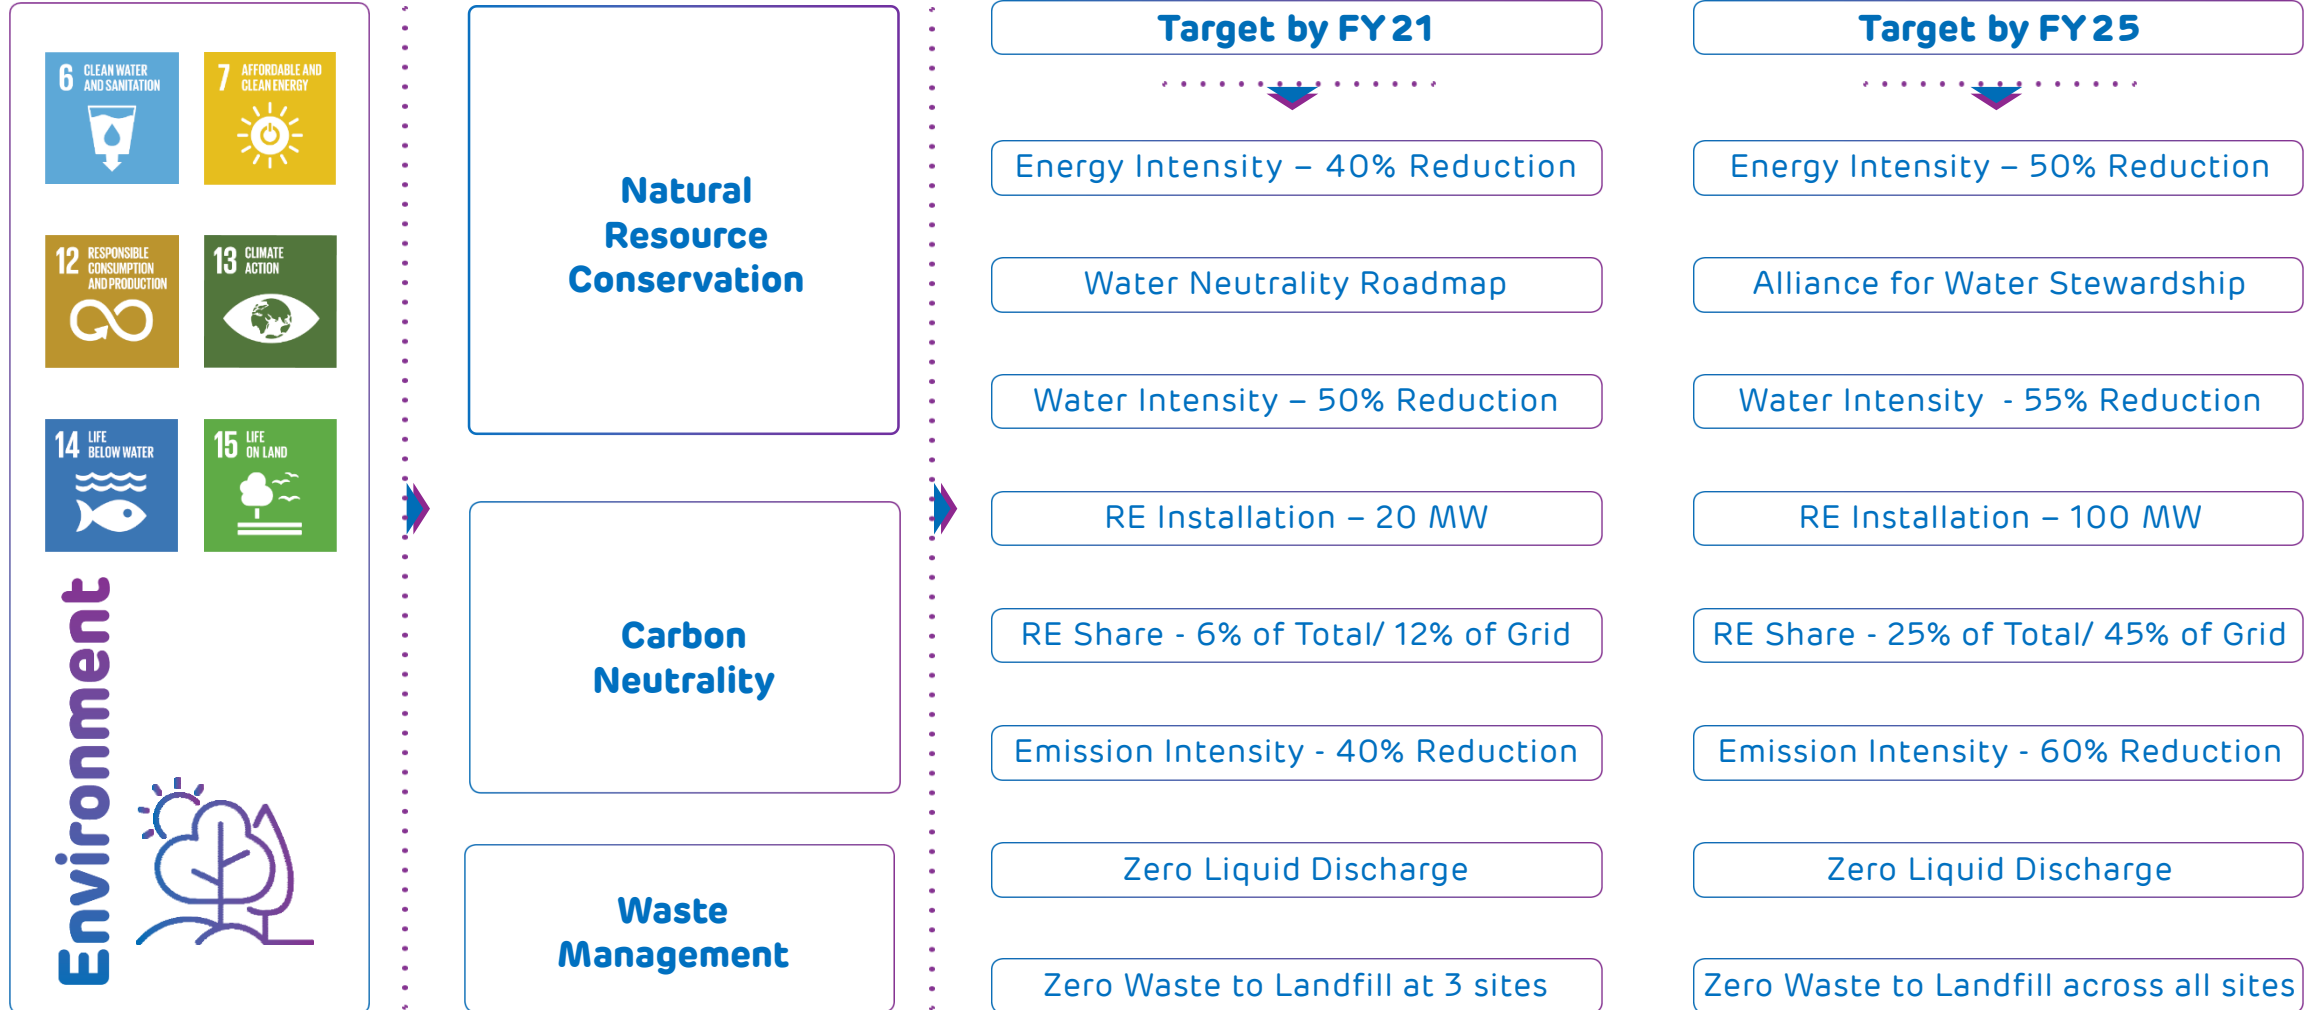 6 CLEAN WATER
AND SANITATION
7 AFFORDABLE AND
CLEAN ENERGY
12 RESPONSIBLE
CONSUMPTION
AND PRODUCTION
13 CLIMATE
ACTION
14 LIFE
BELOW WATER
15 LIFE
ON LAND
Environment
Natural
Resource
Conservation
Carbon
Neutrality
Waste
Management
Target by FY21
Energy Intensity – 40% Reduction
Water Neutrality Roadmap
Water Intensity – 50% Reduction
RE Installation – 20 MW
RE Share - 6% of Total/ 12% of Grid
Emission Intensity - 40% Reduction
Zero Liquid Discharge
Zero Waste to Landfill at 3 sites
Target by FY25
Energy Intensity – 50% Reduction
Alliance for Water Stewardship
Water Intensity - 55% Reduction
RE Installation – 100 MW
RE Share - 25% of Total/ 45% of Grid
Emission Intensity - 60% Reduction
Zero Liquid Discharge
Zero Waste to Landfill across all sites